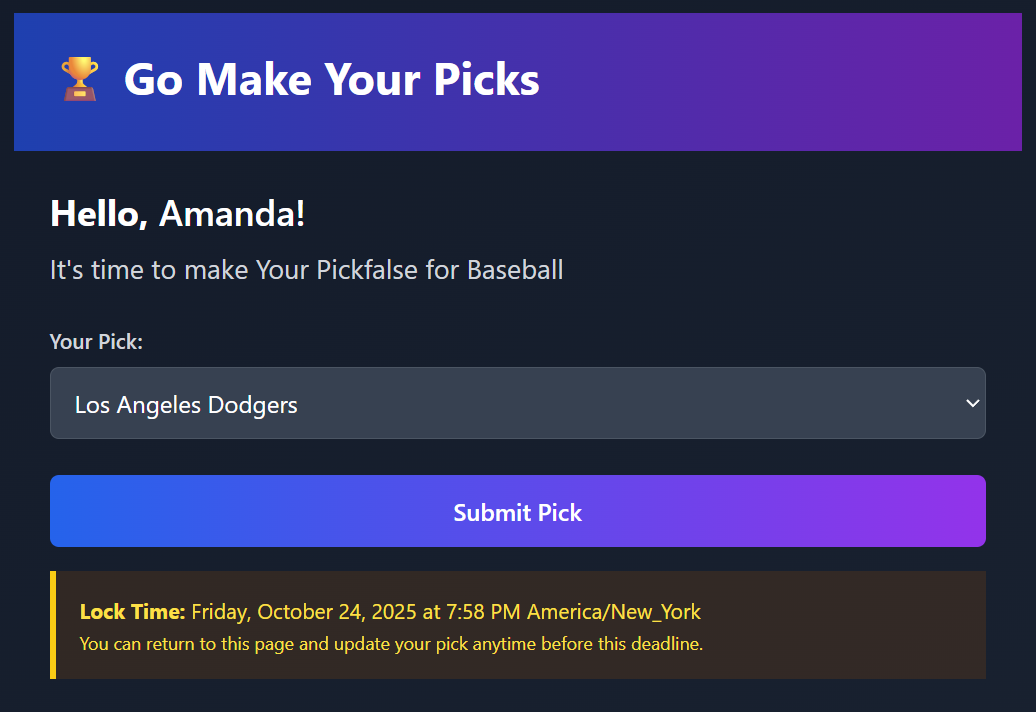 Go Make Your Picks
Hello, Amanda!
It's time to make Your Pickfalse for Baseball
Your Pick:
Los Angeles Dodgers
Submit Pick
Lock Time: Friday, October 24, 2025 at 7:58 PM America/New_York
You can return to this page and update your pick anytime before this deadline.